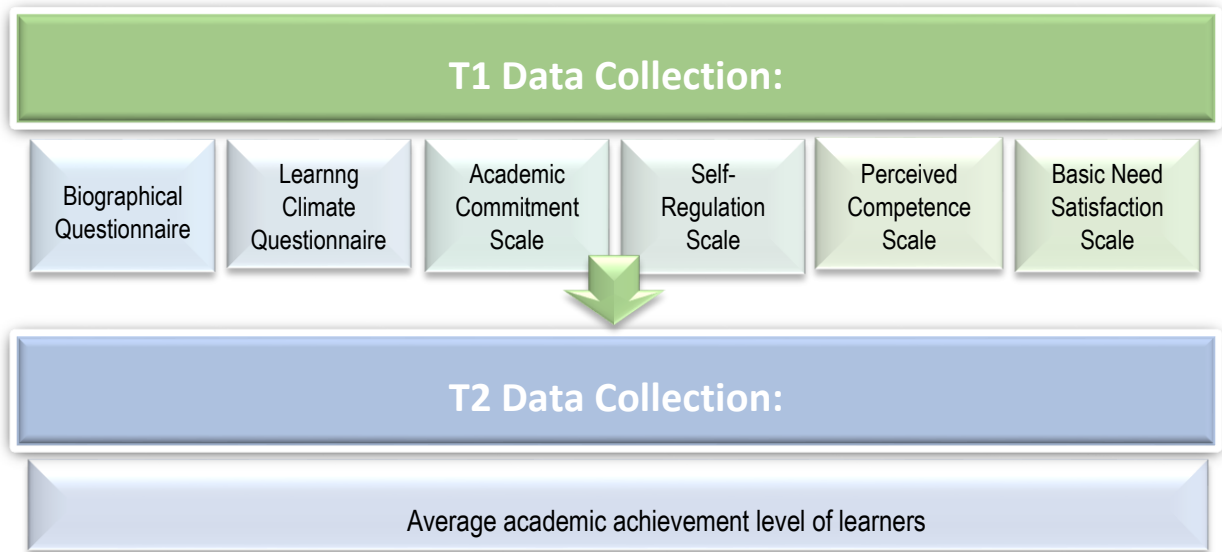 T1 Data Collection:
Biographical
Questionnaire
Learnng
Climate
Questionnaire
Academic
Commitment
Scale
Self-
Regulation
Scale
Perceived
Competence
Scale
Basic Need
Satisfaction
Scale
T2 Data Collection:
Average academic achievement level of learners